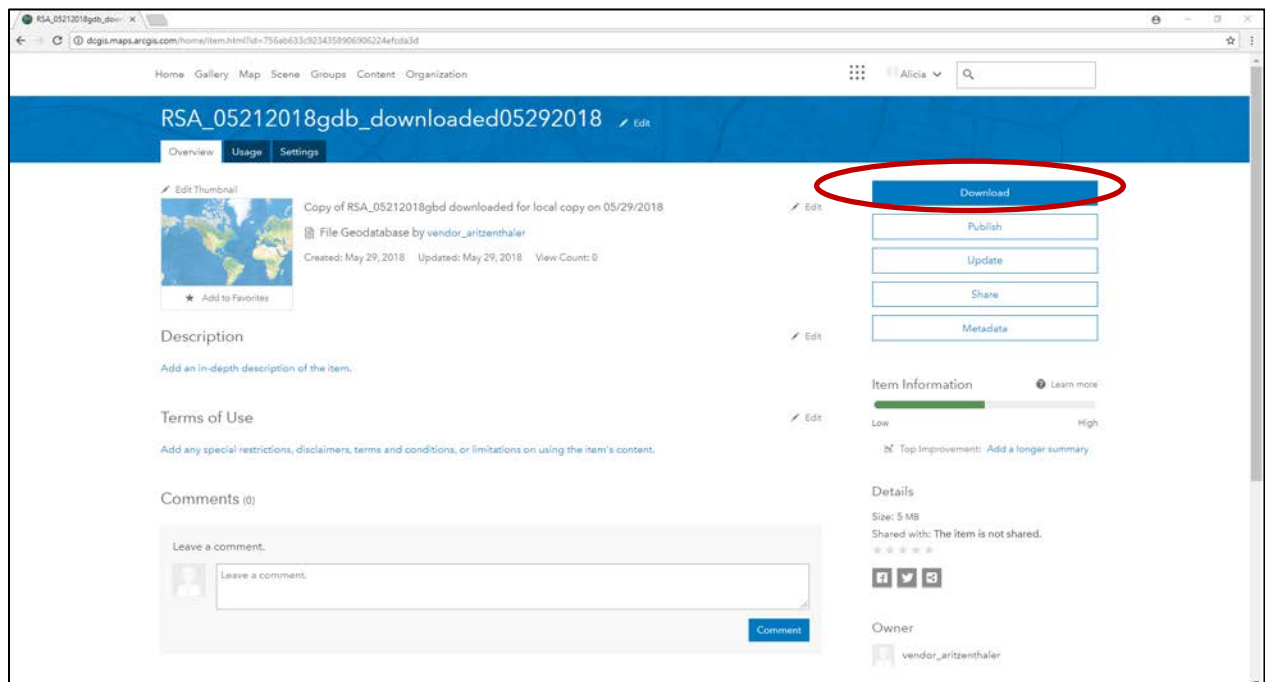 RSA_05212018gdb_down
dcgis.maps.arcgis.com/home/item.html?id=756ab633c9234358906906224efcda3d
Home Gallery Map Scene Groups Content Organization
Alicia
RSA_05212018gdb_downloaded05292018 Edit
Overview Usage Settings
Edit Thumbnail
Copy of RSA_05212018gbd downloaded for local copy on 05/29/2018
Edit
File Geodatabase by vendor_aritzenthaler
Created: May 29, 2018 Updated: May 29, 2018 View Count: 0
Add to Favorites
Download
Publish
Update
Share
Metadata
Description
Edit
Add an in-depth description of the item.
Terms of Use
Edit
Add any special restrictions, disclaimers, terms and conditions, or limitations on using the item's content.
Comments (0)
Leave a comment.
Leave a comment.
Comment
Item Information Learn more
Low High
Top Improvement: Add a longer summary
Details
Size: 5 MB
Shared with: The item is not shared.
Owner
vendor_aritzenthaler